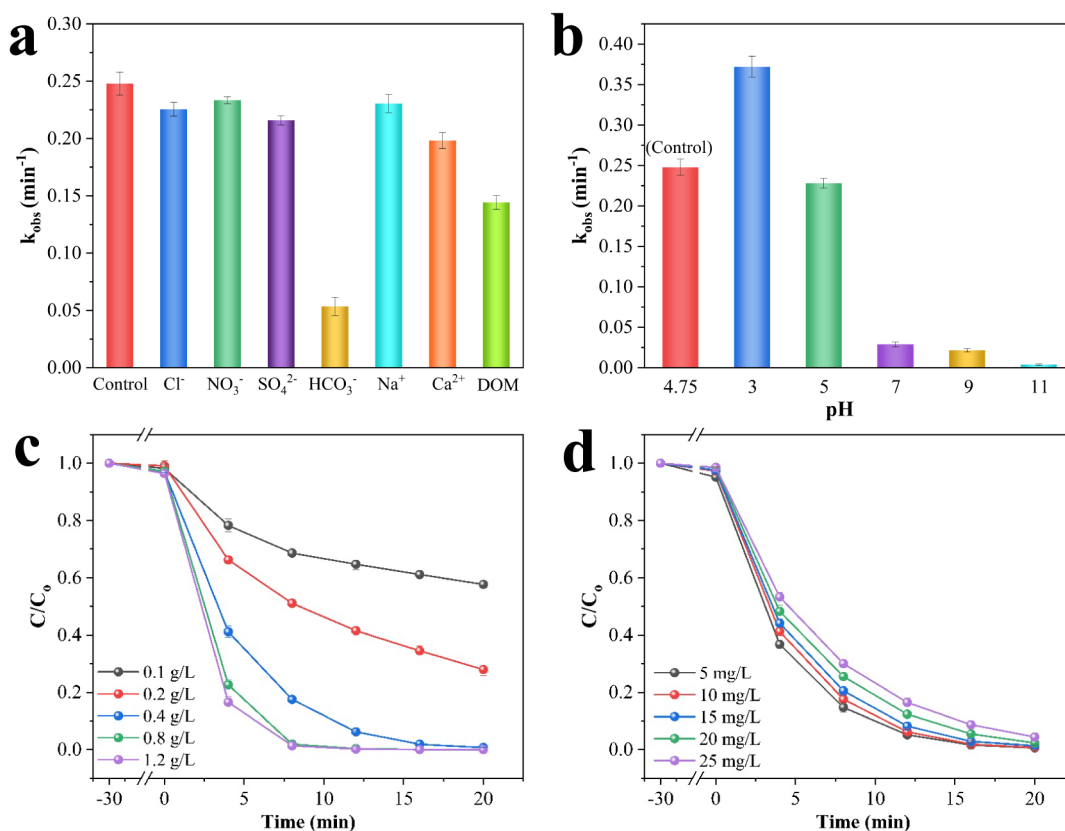 a
0.30
0.25
0.20
0.15
0.10
0.05
0.00
k_obs (min⁻¹)
Control Cl⁻ NO₃⁻ SO₄²⁻ HCO₃⁻ Na⁺ Ca²⁺ DOM
b
0.40
0.35
0.30
0.25
0.20
0.15
0.10
0.05
0.00
k_obs (min⁻¹)
(Control)
4.75 3 5 7 9 11
pH
c
1.0
0.8
0.6
0.4
0.2
0.0
C/C₀
0.1 g/L
0.2 g/L
0.4 g/L
0.8 g/L
1.2 g/L
-30 0 5 10 15 20
Time (min)
d
1.0
0.8
0.6
0.4
0.2
0.0
C/C₀
5 mg/L
10 mg/L
15 mg/L
20 mg/L
25 mg/L
-30 0 5 10 15 20
Time (min)